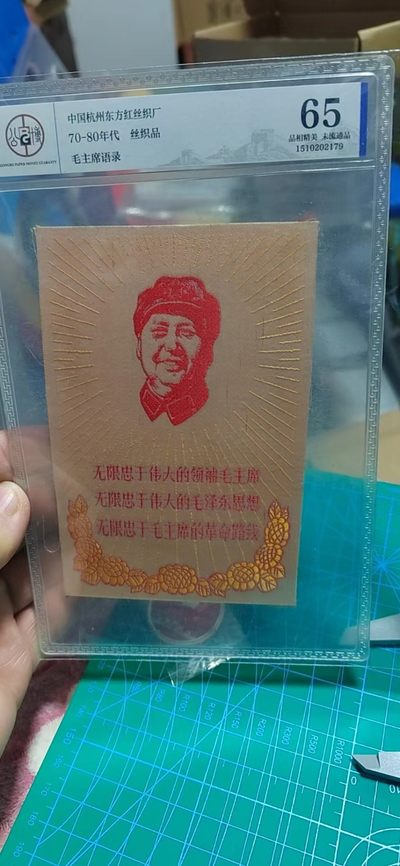 中国杭州东方红丝织厂
70-80年代 丝织品
毛主席语录
65
品相精美 未流通品
1510202179
无限忠于伟大的领袖毛主席
无限忠于伟大的毛泽东思想
无限忠于毛主席的革命路线